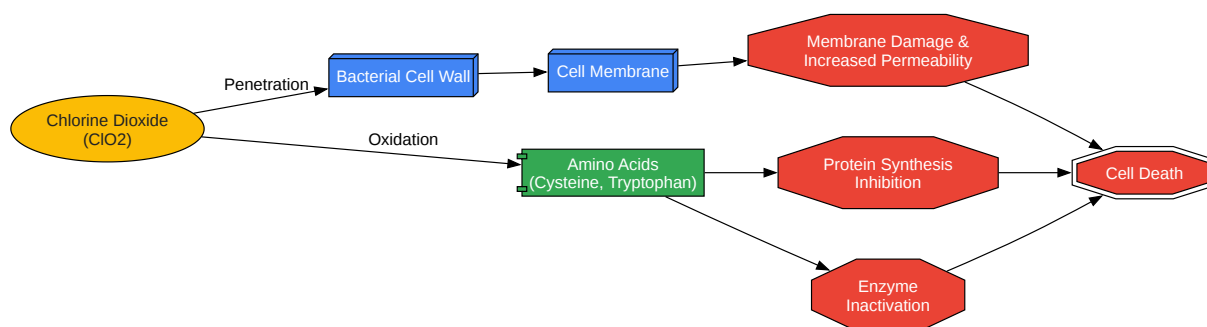 Chlorine Dioxide
(ClO2)
Penetration
Oxidation
Bacterial Cell Wall
Cell Membrane
Membrane Damage &
Increased Permeability
Amino Acids
(Cysteine, Tryptophan)
Protein Synthesis
Inhibition
Enzyme
Inactivation
Cell Death